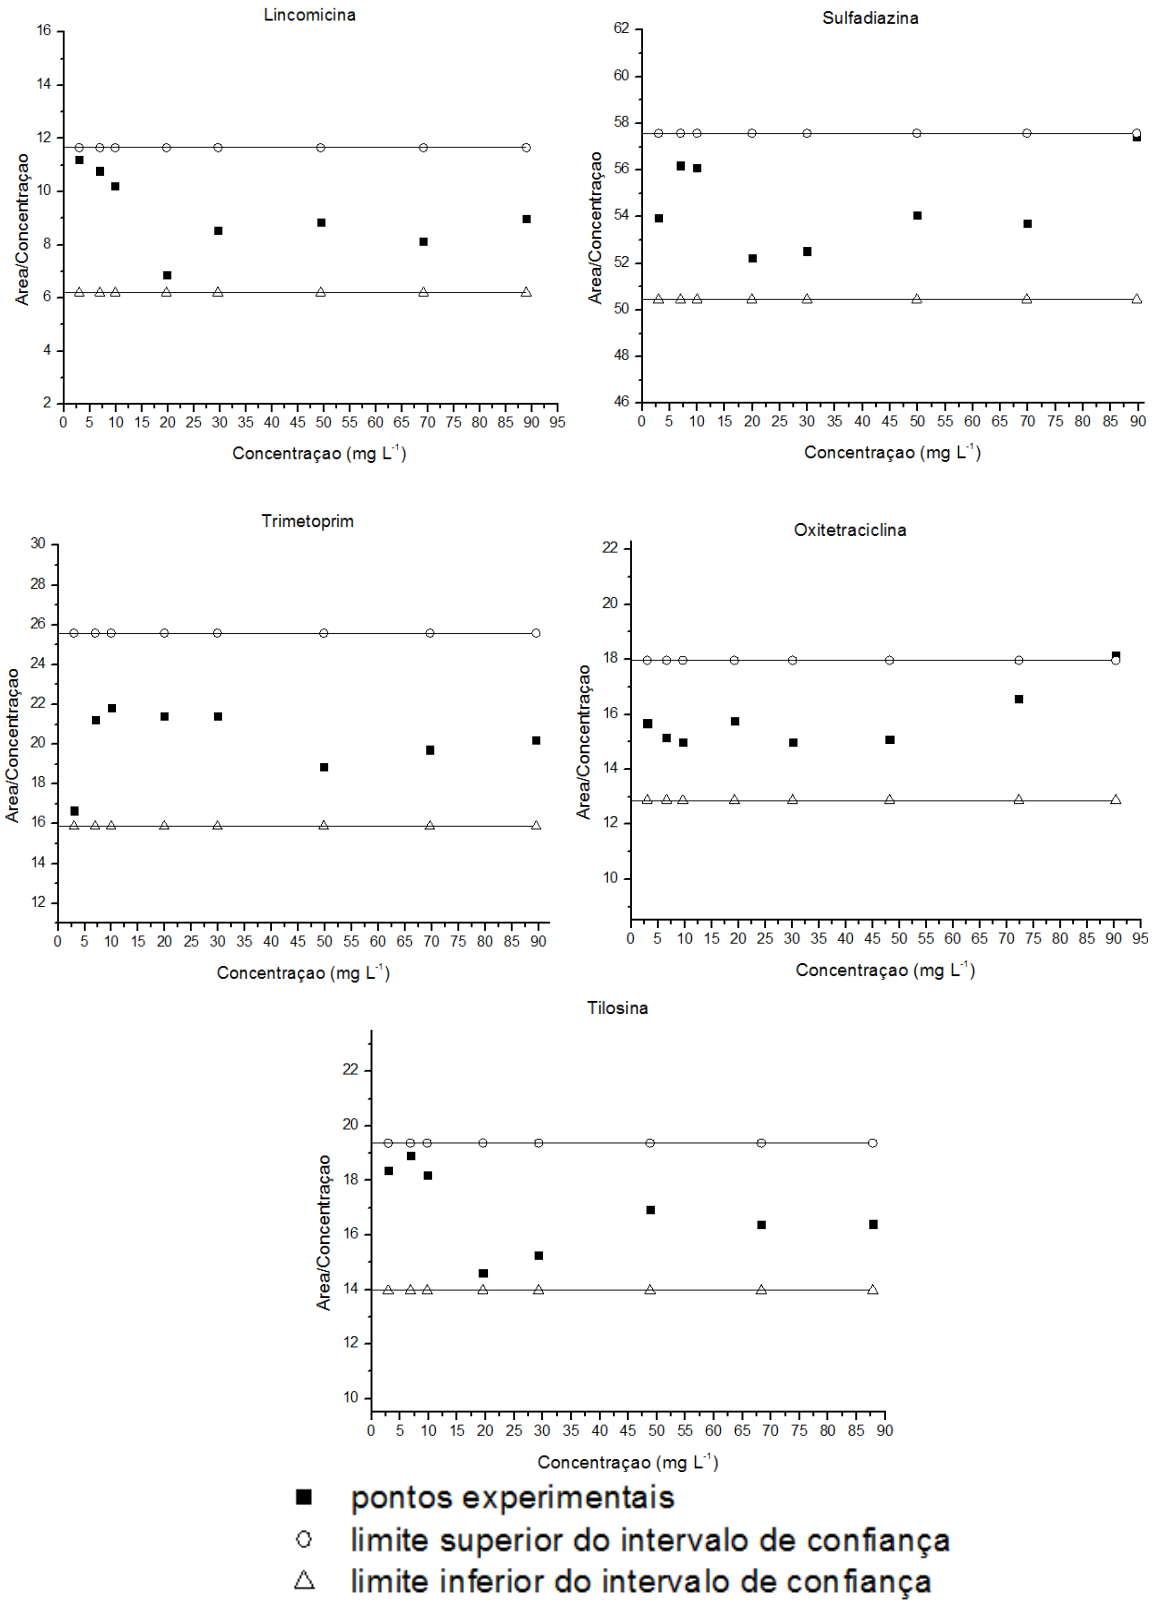 Lincomicina
16
14
12
10
8
6
4
2
Area/Concentraçao
0 5 10 15 20 25 30 35 40 45 50 55 60 65 70 75 80 85 90 95
Concentraçao (mg L⁻¹)
Sulfadiazina
62
60
58
56
54
52
50
48
46
Area/Concentraçao
0 5 10 15 20 25 30 35 40 45 50 55 60 65 70 75 80 85 90
Concentraçao (mg L⁻¹)
Trimetoprim
30
28
26
24
22
20
18
16
14
12
Area/Concentraçao
0 5 10 15 20 25 30 35 40 45 50 55 60 65 70 75 80 85 90
Concentraçao (mg L⁻¹)
Oxitetraciclina
22
20
18
16
14
12
10
Area/Concentraçao
0 5 10 15 20 25 30 35 40 45 50 55 60 65 70 75 80 85 90 95
Concentraçao (mg L⁻¹)
Tilosina
22
20
18
16
14
12
10
Area/Concentraçao
0 5 10 15 20 25 30 35 40 45 50 55 60 65 70 75 80 85 90
Concentraçao (mg L⁻¹)
pontos experimentais
limite superior do intervalo de confiança
limite inferior do intervalo de confiança